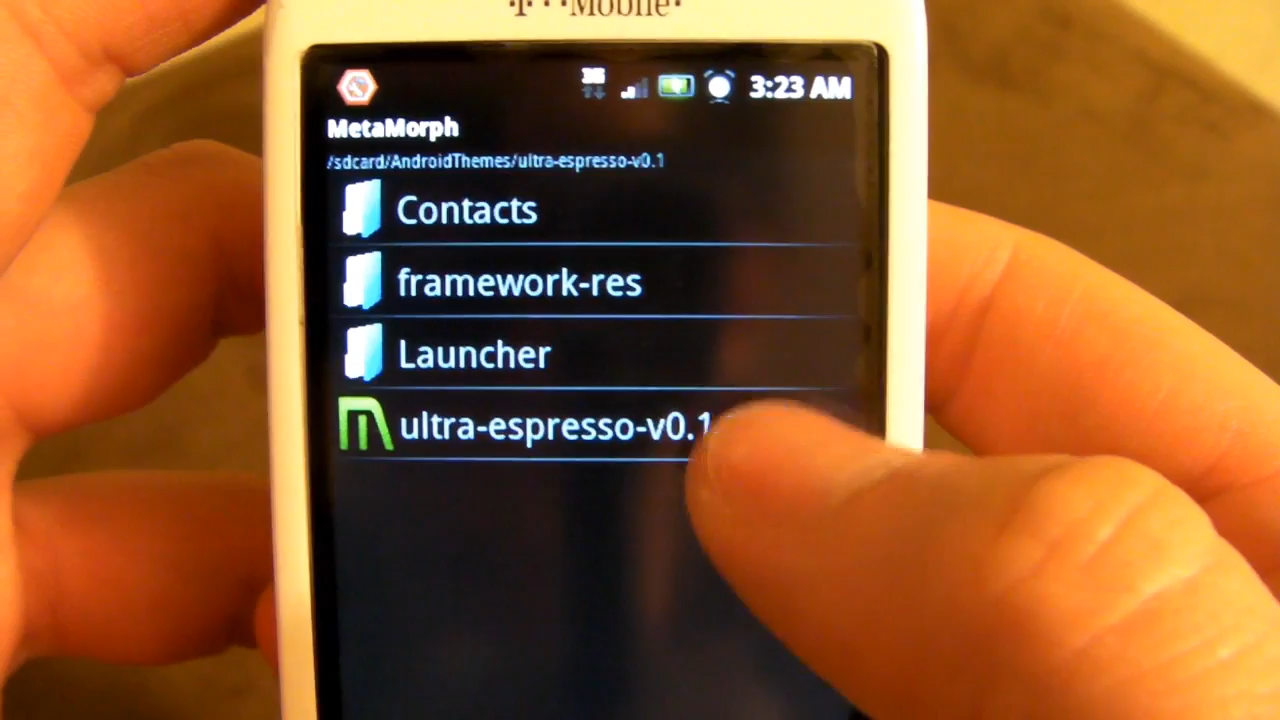 T··Mobile·
3G
3:23 AM
MetaMorph
/sdcard/AndroidThemes/ultra-espresso-v0.1
Contacts
framework-res
Launcher
ultra-espresso-v0.1